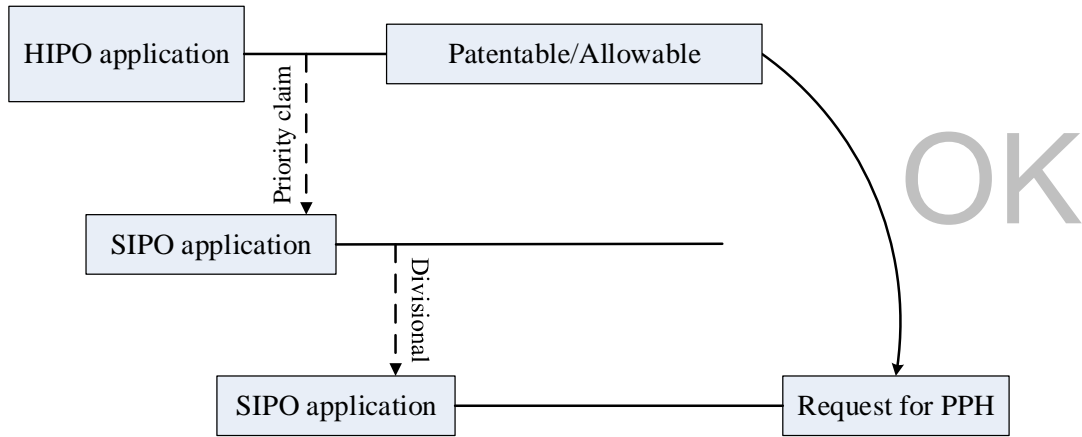 HIPO application
Patentable/Allowable
Priority claim
OK
SIPO application
Divisional
SIPO application
Request for PPH